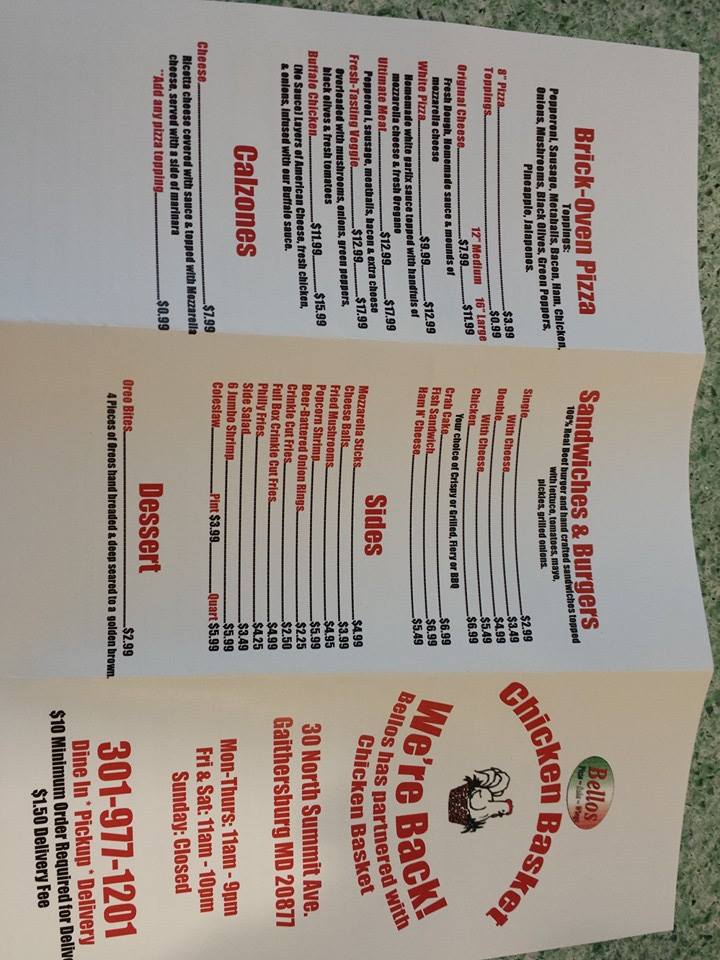 Brick-Oven Pizza
Toppings:
Pepperoni, Sausage, Metaballs, Bacon, Ham, Chicken,
Onions, Mushrooms, Black Olives, Green Peppers,
Pineapple, Jalapenos.
8" Pizza $3.99
Toppings $0.99
12" Medium 16" Large
Original Cheese $7.99 $11.99
Fresh Dough, Homemade sauce & mounds of
mozzarella cheese
White Pizza $9.99 $12.99
Homemade white garlix sauce topped with handfuls of
mozzarella cheese & fresh Oregano
Ultimate Meat $12.99 $17.99
Pepperon I, sausage, meatballs, bacon & extra cheese
Fresh-Tasting Veggie $12.99 $17.99
Overloaded with mushrooms, onions, green peppers,
black olives & fresh tomatoes
Buffalo Chicken $11.99 $15.99
(No Sauce) Layers of American Cheese, fresh chicken,
& onions, Infused with our Buffalo sauce.
Calzones
Cheese $7.99
Ricotta cheese covered with sauce & topped with Mozzarella
cheese, served with a side of marinara
**Add any pizza topping $0.99
Sandwiches & Burgers
100% Real Beef burger and hand crafted sandwiches topped
with lettuce, tomatoes, mayo,
pickles, grilled onions.
Single $2.99
With Cheese $3.49
Double $4.99
With Cheese $5.49
Chicken $6.99
Your choice of Crispy or Grilled, Fiery or BBQ
Crab Cake $6.99
Fish Sandwich $6.99
Ham N' Cheese $5.49
Sides
Mozzarella Sticks $4.99
Cheese Balls $3.99
Fried Mushrooms $4.95
Popcorn Shrimp $5.99
Beer-Battered Onion Rings $2.25
Crinkle Cut Fries $2.50
Full Box Crinkle Cut Fries $4.99
Philly Fries $4.25
Side Salad $3.49
6 Jumbo Shrimp $5.99
Coleslaw Pint $3.99 Quart $5.99
Dessert
Oreo Bites $2.99
4 Pieces of Oreos hand breaded & deep seared to a golden brown.
Bellos
Chicken Basket
We're Back!
Bellos has partnered with
Chicken Basket
30 North Summit Ave.
Gaithersburg MD 20877
Mon-Thurs: 11am - 9pm
Fri & Sat: 11am - 10pm
Sunday: Closed
301-977-1201
Dine In * Pickup * Delivery
$10 Minimum Order Required for Delive
$1.50 Delivery Fee